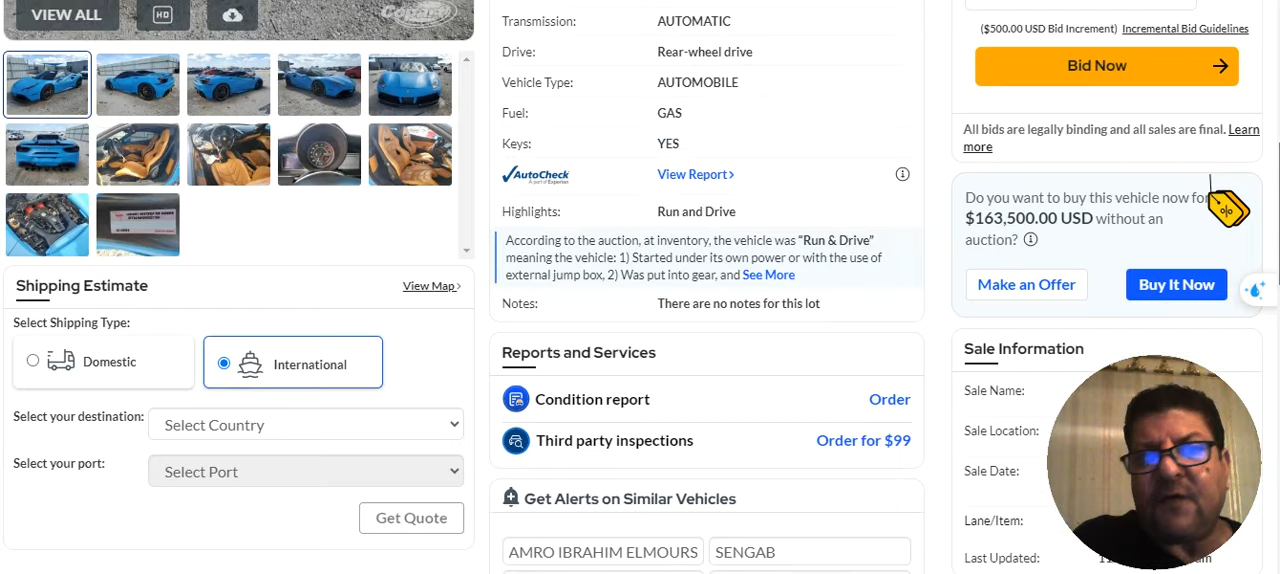 VIEW ALL
HD
Copart
Transmission: AUTOMATIC
Drive: Rear-wheel drive
Vehicle Type: AUTOMOBILE
Fuel: GAS
Keys: YES
AutoCheck View Report>
A part of Experian
Highlights: Run and Drive
According to the auction, at inventory, the vehicle was “Run & Drive”
meaning the vehicle: 1) Started under its own power or with the use of
external jump box, 2) Was put into gear, and See More
Notes: There are no notes for this lot
Shipping Estimate
View Map >
Select Shipping Type:
Domestic
International
Select your destination: Select Country
Select your port: Select Port
Get Quote
Reports and Services
Condition report Order
Third party inspections Order for $99
Get Alerts on Similar Vehicles
AMRO IBRAHIM ELMOURS SENGAB
($500.00 USD Bid Increment) Incremental Bid Guidelines
Bid Now
All bids are legally binding and all sales are final. Learn
more
Do you want to buy this vehicle now for
$163,500.00 USD without an
auction?
%
Make an Offer
Buy It Now
Sale Information
Sale Name:
Sale Location:
Sale Date:
Lane/Item:
Last Updated: